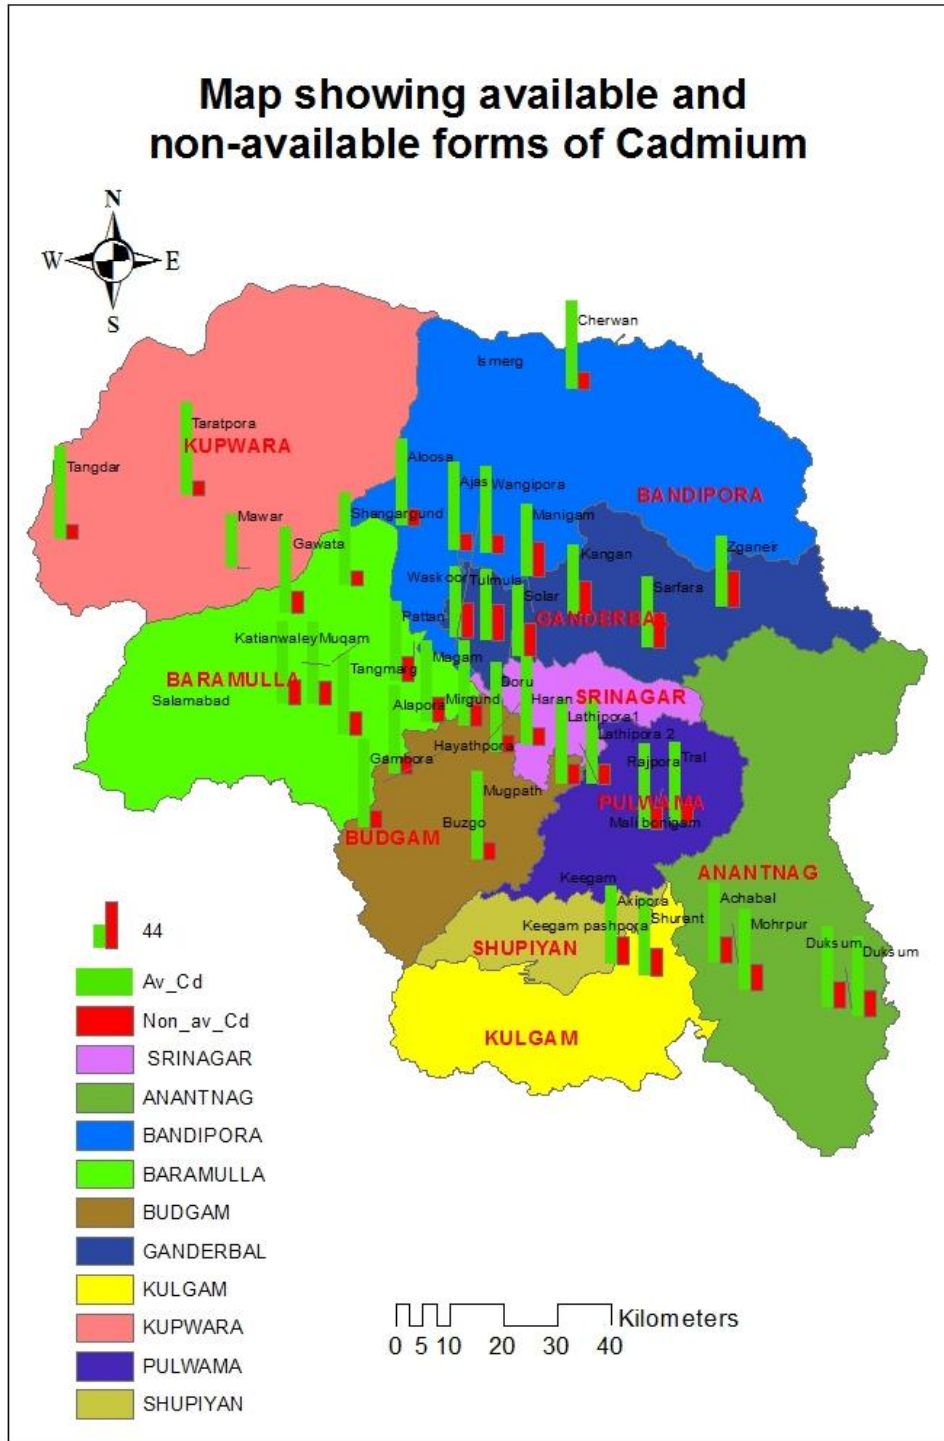 Map showing available and
non-available forms of Cadmium
N
W E
S
Cherwan
Ismerg
Taratpora
KUPWARA
Tangdar
Aloosa
Ajas
Wangipora
BANDIPORA
Mawar
Shangargund
Manigam
Gawata
Kangan
Zganeir
Waskoor
Tulmula
Solar
Sarfara
Pattan
GANDERBAL
Katianwaley
Muqam
Magam
Tangmarg
BARAMULLA
Doru
SRINAGAR
Salamabad
Alapora
Mirgund
Haran
Lathipora1
Lathipora 2
Hayathpora
Gambora
Rajpora
Tral
Mugpath
PULWAMA
Malibonigam
Buzgo
BUDGAM
ANANTNAG
Keegam
Akipora
Achabal
Keegam pashpora
Shurant
Mohrpur
SHUPIYAN
Duksum
Duksum
KULGAM
44
Av_Cd
Non_av_Cd
SRINAGAR
ANANTNAG
BANDIPORA
BARAMULLA
BUDGAM
GANDERBAL
KULGAM
KUPWARA
PULWAMA
SHUPIYAN
Kilometers
0 5 10 20 30 40